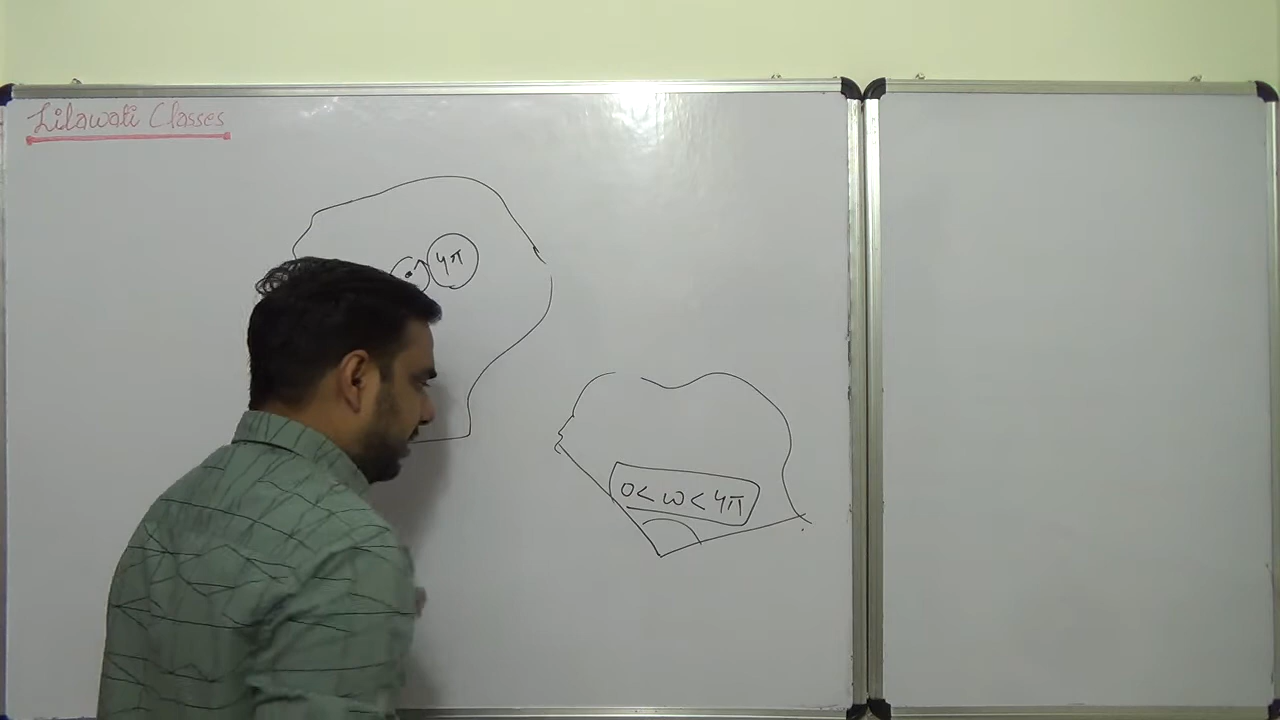 Lilawati Classes
4π
0 < ω < 4π